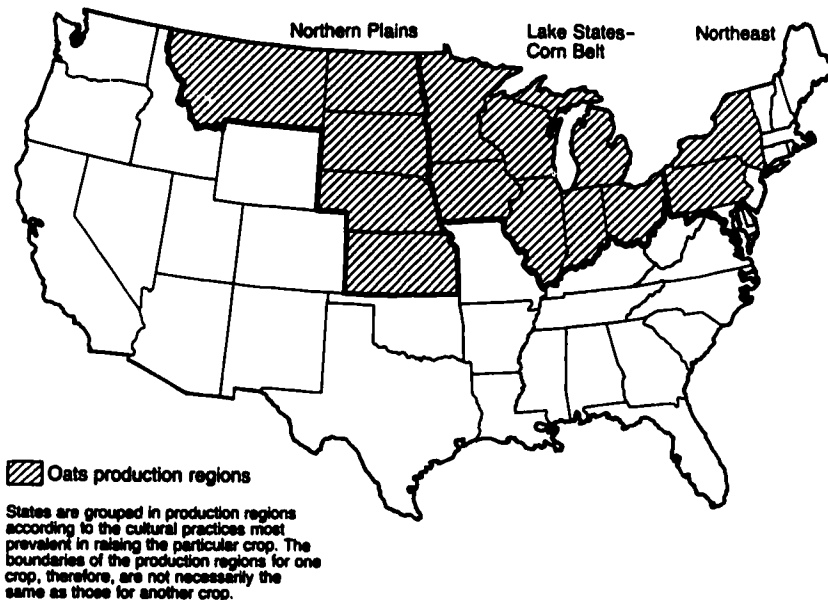 Northern Plains
Lake States–
Corn Belt
Northeast
Oats production regions
States are grouped in production regions
according to the cultural practices most
prevalent in raising the particular crop. The
boundaries of the production regions for one
crop, therefore, are not necessarily the
same as those for another crop.